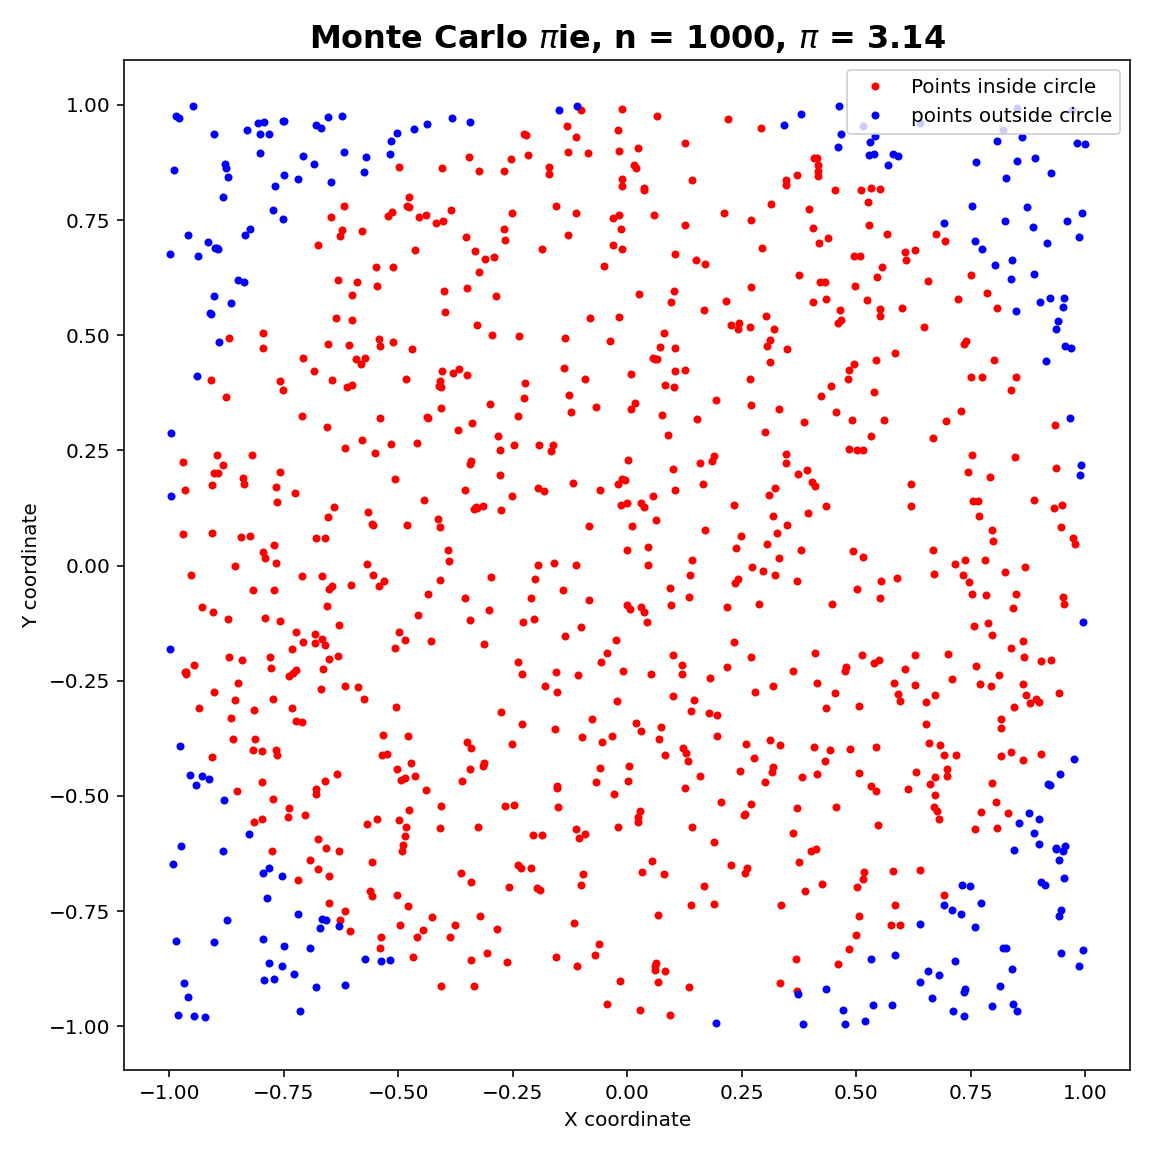 Monte Carlo πie, n = 1000, π = 3.14
Points inside circle
points outside circle
1.00
0.75
0.50
0.25
0.00
−0.25
−0.50
−0.75
−1.00
Y coordinate
−1.00 −0.75 −0.50 −0.25 0.00 0.25 0.50 0.75 1.00
X coordinate